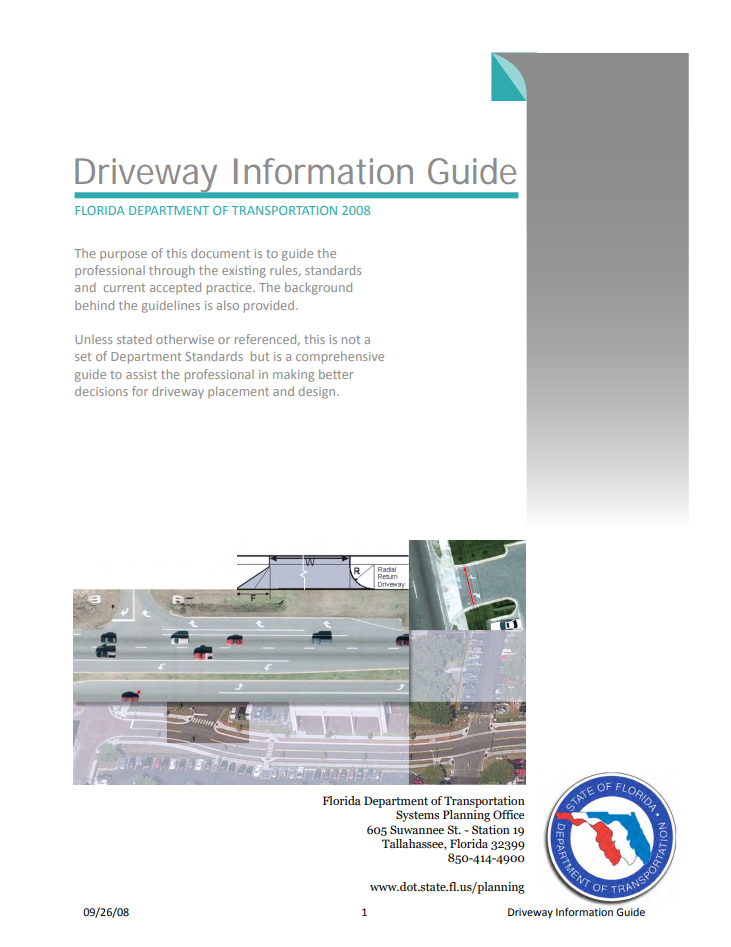 Driveway Information Guide
FLORIDA DEPARTMENT OF TRANSPORTATION 2008
The purpose of this document is to guide the
professional through the existing rules, standards
and current accepted practice. The background
behind the guidelines is also provided.
Unless stated otherwise or referenced, this is not a
set of Department Standards but is a comprehensive
guide to assist the professional in making better
decisions for driveway placement and design.
W
R
Radial
Return
Driveway
F
Florida Department of Transportation
Systems Planning Office
605 Suwannee St. - Station 19
Tallahassee, Florida 32399
850-414-4900
www.dot.state.fl.us/planning
STATE OF FLORIDA
DEPARTMENT OF TRANSPORTATION
09/26/08
1
Driveway Information Guide